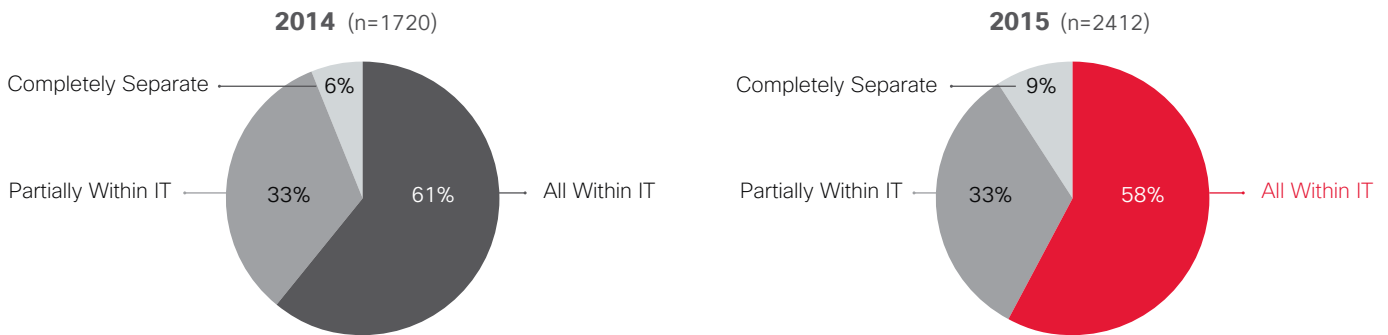 2014 (n=1720)
Completely Separate
6%
Partially Within IT
33%
61%
All Within IT
2015 (n=2412)
Completely Separate
9%
Partially Within IT
33%
58%
All Within IT